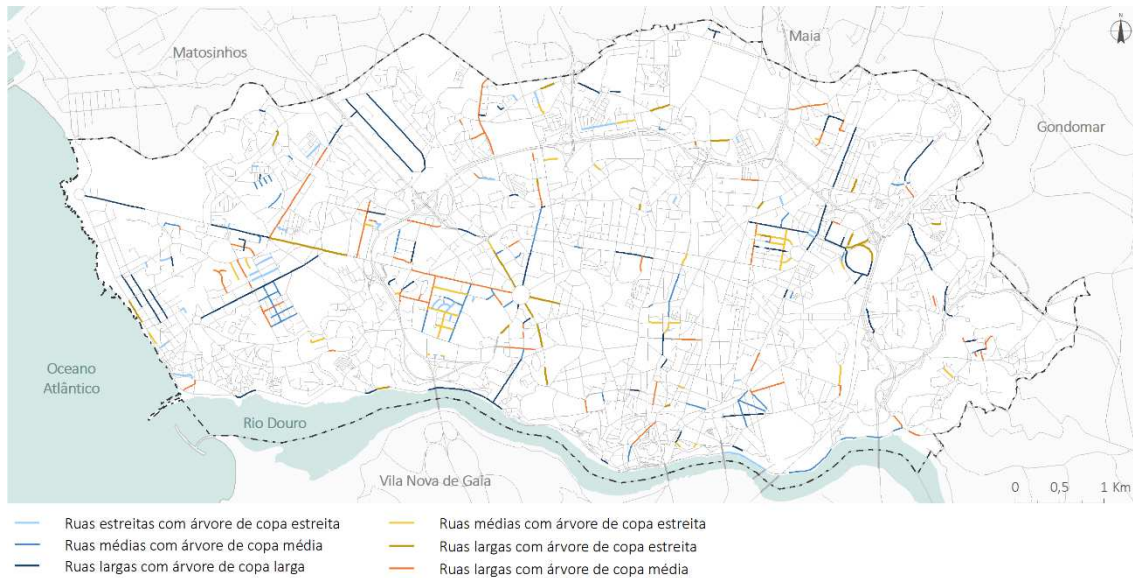 N
Maia
Matosinhos
Gondomar
Oceano
Atlântico
Rio Douro
Vila Nova de Gaia
0 0,5 1 Km
Ruas estreitas com árvore de copa estreita
Ruas médias com árvore de copa média
Ruas largas com árvore de copa larga
Ruas médias com árvore de copa estreita
Ruas largas com árvore de copa estreita
Ruas largas com árvore de copa média